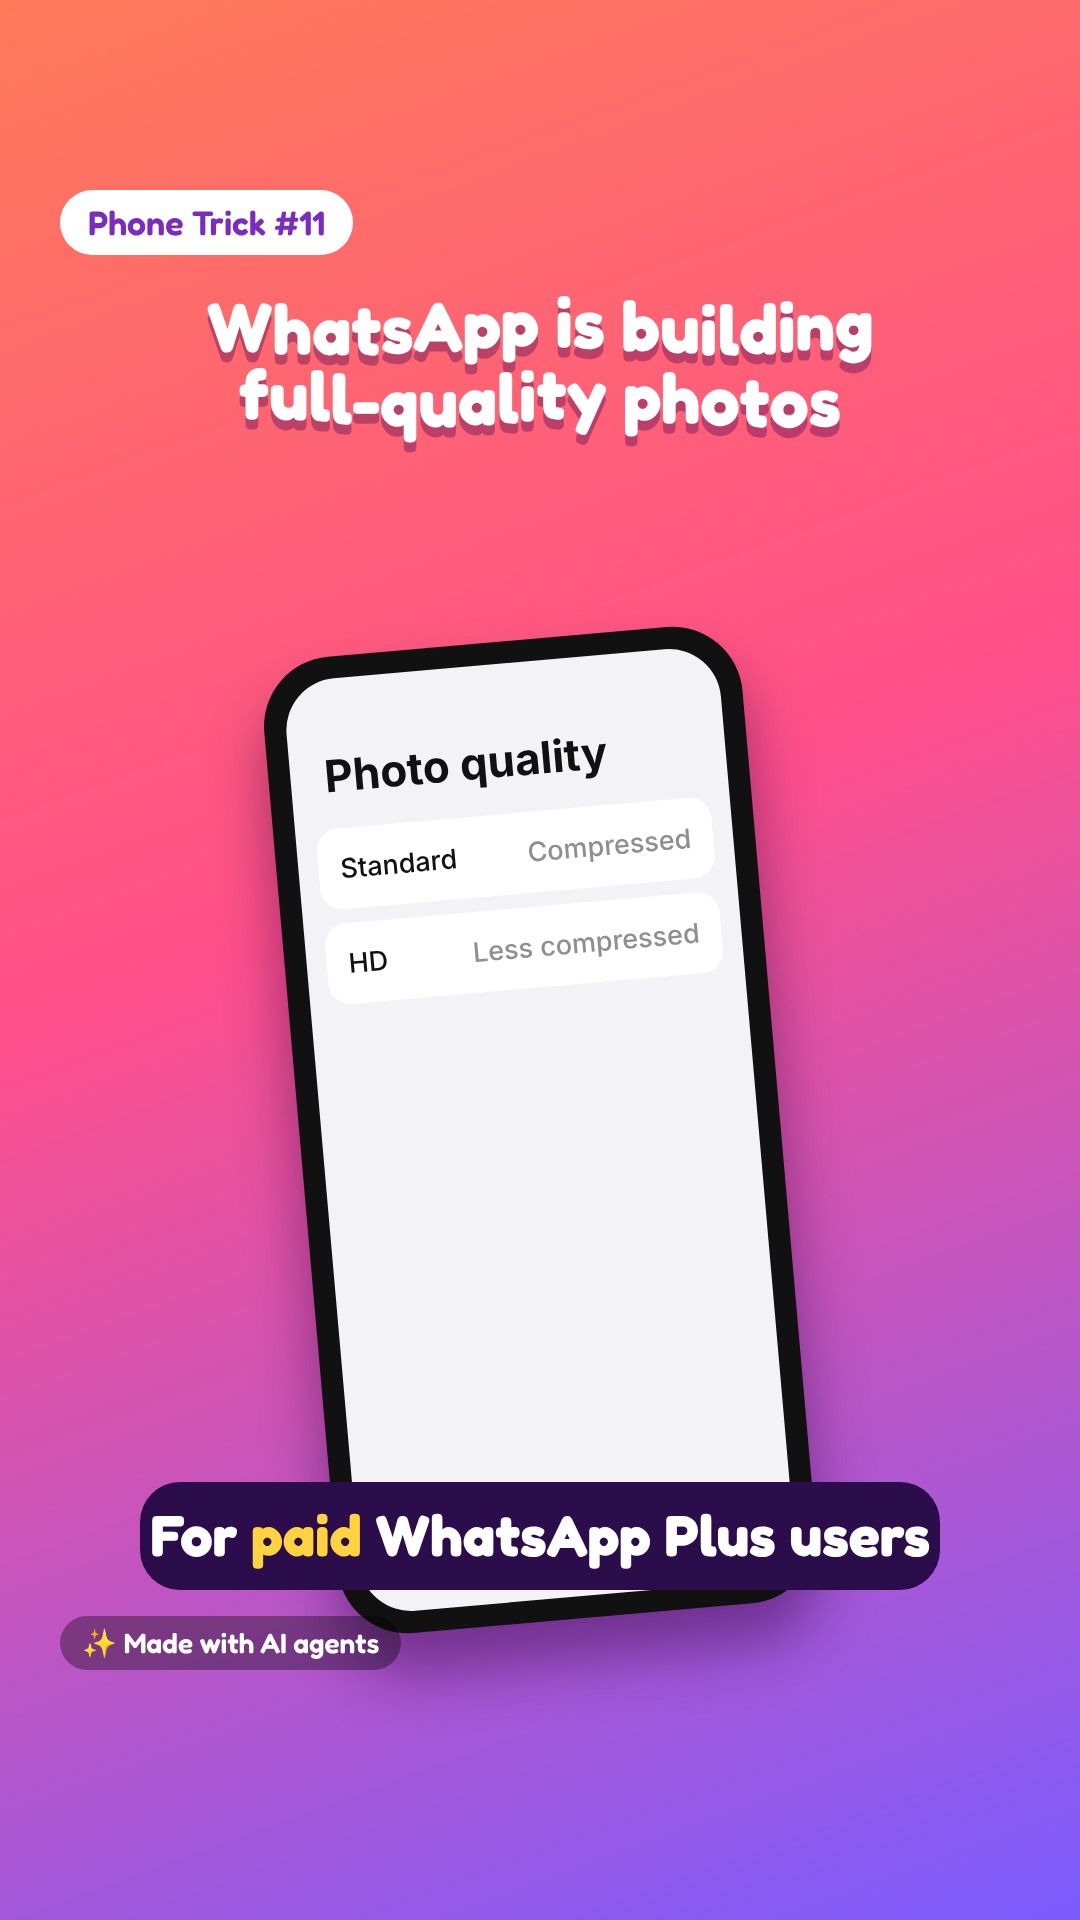 Phone Trick #11
WhatsApp is building
full-quality photos
Photo quality
Standard Compressed
HD Less compressed
For paid WhatsApp Plus users
✨ Made with AI agents